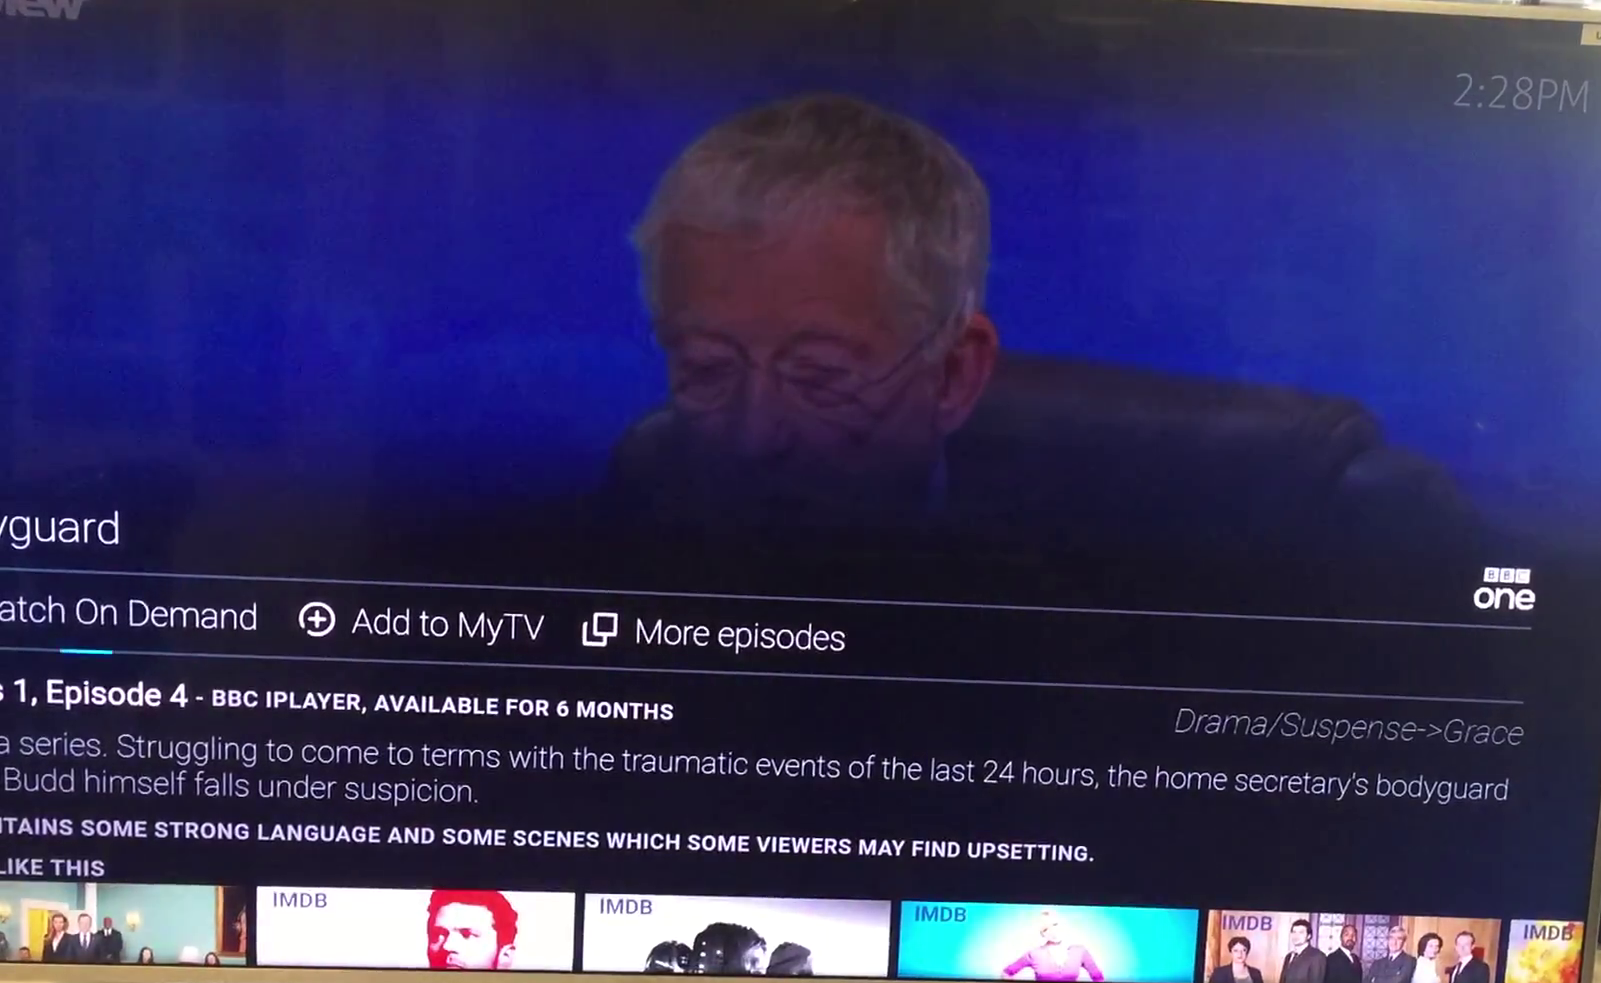 view
2:28PM
yguard
BBC
one
atch On Demand Add to MyTV More episodes
s 1, Episode 4 - BBC IPLAYER, AVAILABLE FOR 6 MONTHS
Drama/Suspense->Grace
a series. Struggling to come to terms with the traumatic events of the last 24 hours, the home secretary's bodyguard
Budd himself falls under suspicion.
TAINS SOME STRONG LANGUAGE AND SOME SCENES WHICH SOME VIEWERS MAY FIND UPSETTING.
LIKE THIS
IMDB IMDB IMDB IMDB IMDB